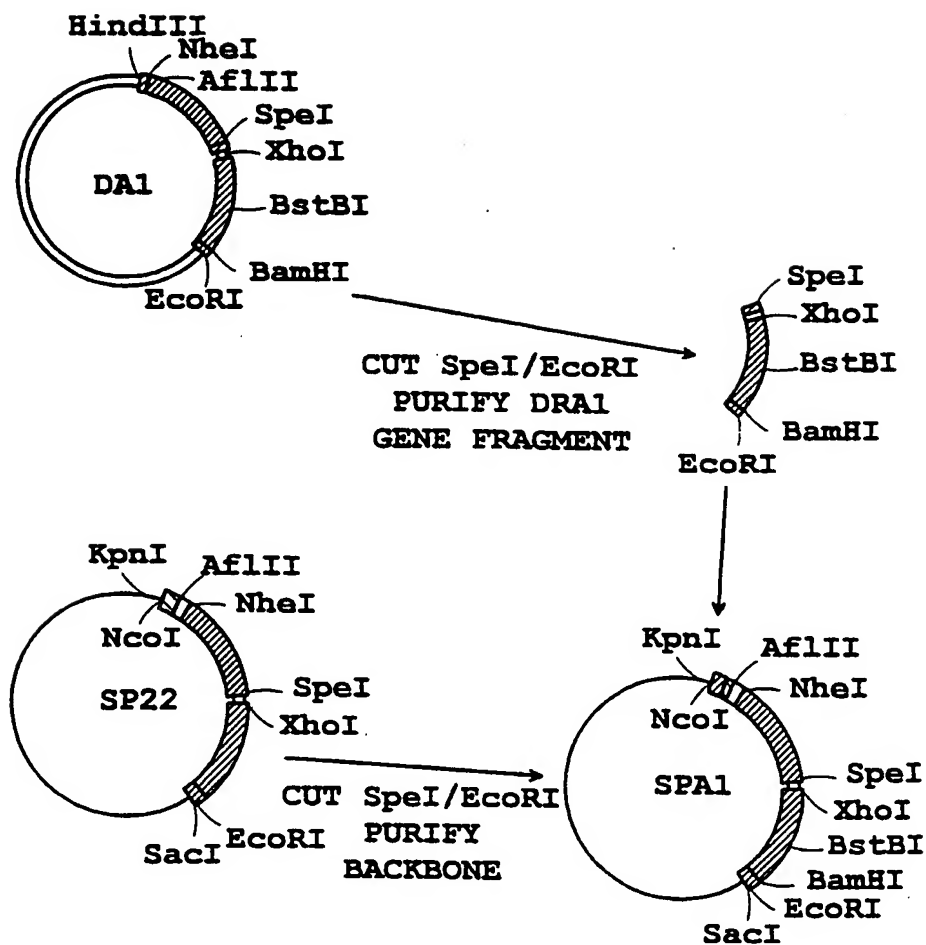 HindIII
NheI
AflII
SpeI
XhoI
DA1
BstBI
BamHI
EcoRI
CUT SpeI/EcoRI
PURIFY DRA1
GENE FRAGMENT
SpeI
XhoI
BstBI
BamHI
EcoRI
KpnI
AflII
NheI
NcoI
SP22
SpeI
XhoI
EcoRI
SacI
CUT SpeI/EcoRI
PURIFY
BACKBONE
KpnI
AflII
NheI
NcoI
SPA1
SpeI
XhoI
BstBI
BamHI
EcoRI
SacI